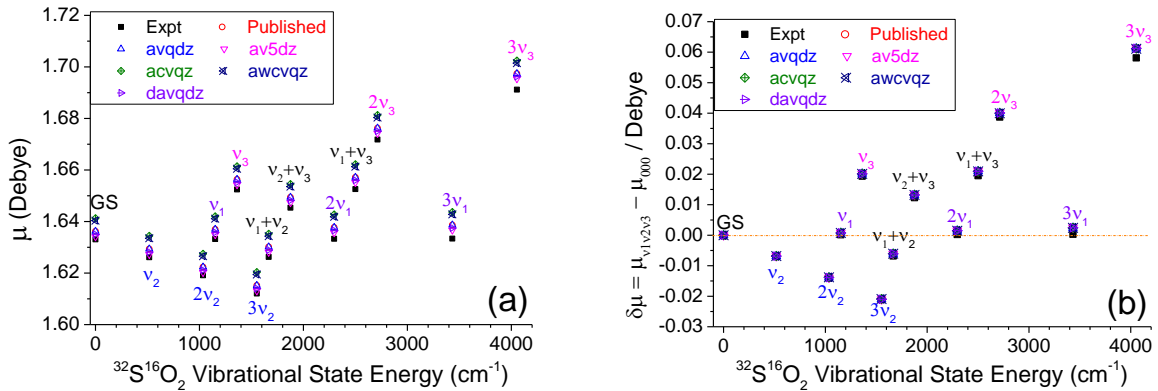 1.72
1.70
1.68
1.66
1.64
1.62
1.60
μ (Debye)
Expt
Published
avqdz
av5dz
acvqz
awcvqz
davqdz
GS
ν2
2ν2
ν1
ν3
3ν2
ν1+ν2
ν2+ν3
2ν1
ν1+ν3
2ν3
3ν1
3ν3
(a)
0 1000 2000 3000 4000
³²S¹⁶O₂ Vibrational State Energy (cm⁻¹)
0.07
0.06
0.05
0.04
0.03
0.02
0.01
0.00
-0.01
-0.02
-0.03
δμ = μν1ν2ν3 − μ000 / Debye
Expt
Published
avqdz
av5dz
acvqz
awcvqz
davqdz
GS
ν2
2ν2
ν1
ν3
3ν2
ν1+ν2
ν2+ν3
2ν1
ν1+ν3
2ν3
3ν1
3ν3
(b)
0 1000 2000 3000 4000
³²S¹⁶O₂ Vibrational State Energy (cm⁻¹)